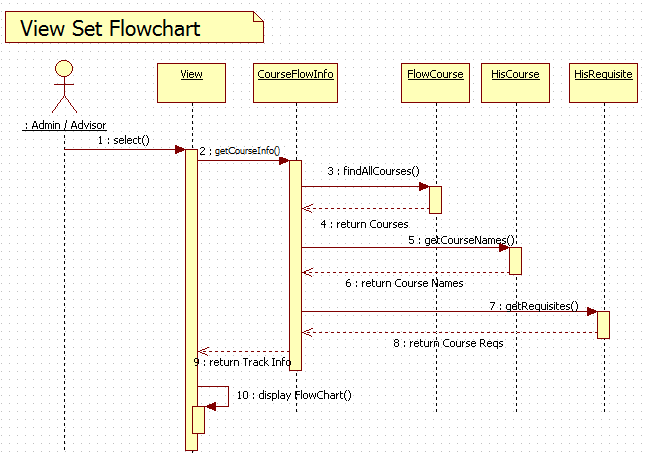 View Set Flowchart
View
CourseFlowInfo
FlowCourse
HisCourse
HisRequisite
: Admin / Advisor
1 : select()
2 : getCourseInfo()
3 : findAllCourses()
4 : return Courses
5 : getCourseNames()
6 : return Course Names
7 : getRequisites()
8 : return Course Reqs
9 : return Track Info
10 : display FlowChart()